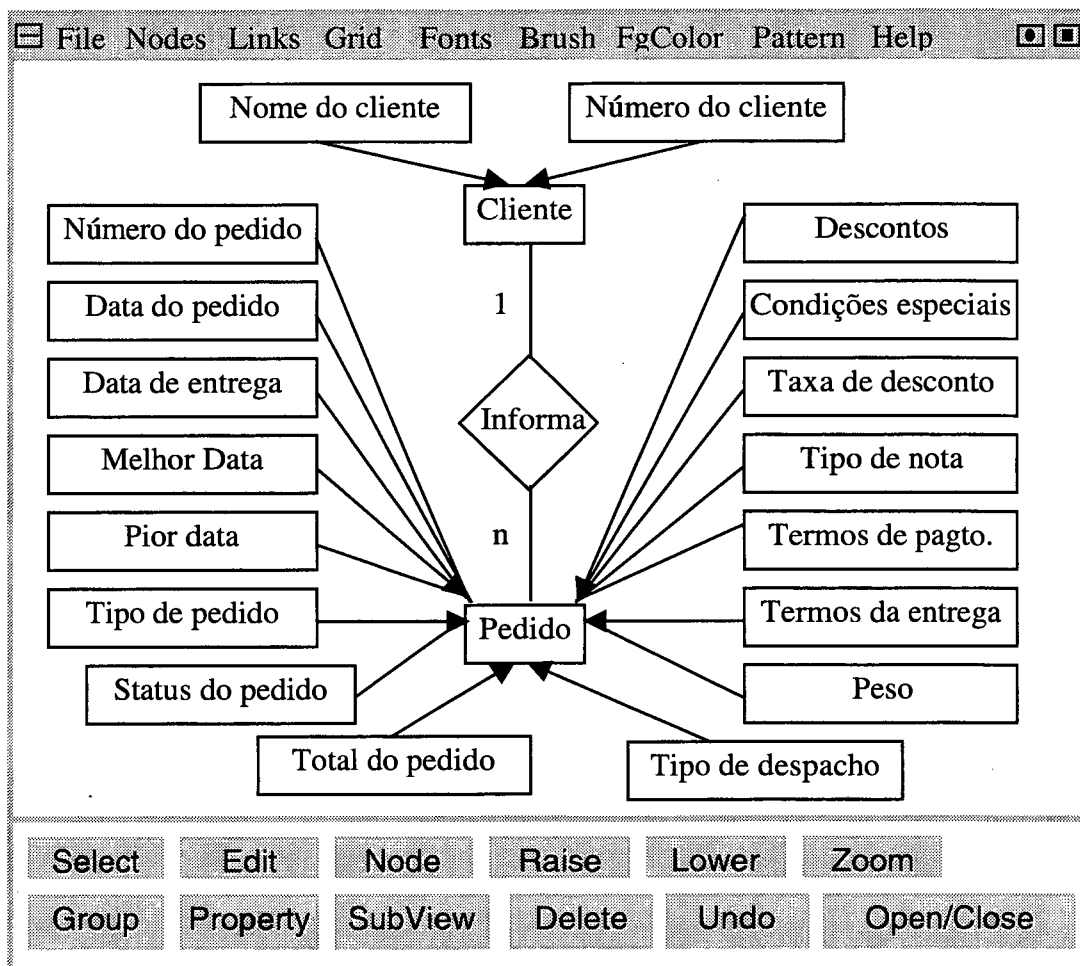 File Nodes Links Grid Fonts Brush FgColor Pattern Help
Nome do cliente
Número do cliente
Cliente
Número do pedido
Descontos
Data do pedido
1
Condições especiais
Data de entrega
Taxa de desconto
Informa
Melhor Data
Tipo de nota
Pior data
n
Termos de pagto.
Tipo de pedido
Pedido
Termos da entrega
Status do pedido
Peso
Total do pedido
Tipo de despacho
Select Edit Node Raise Lower Zoom
Group Property SubView Delete Undo Open/Close